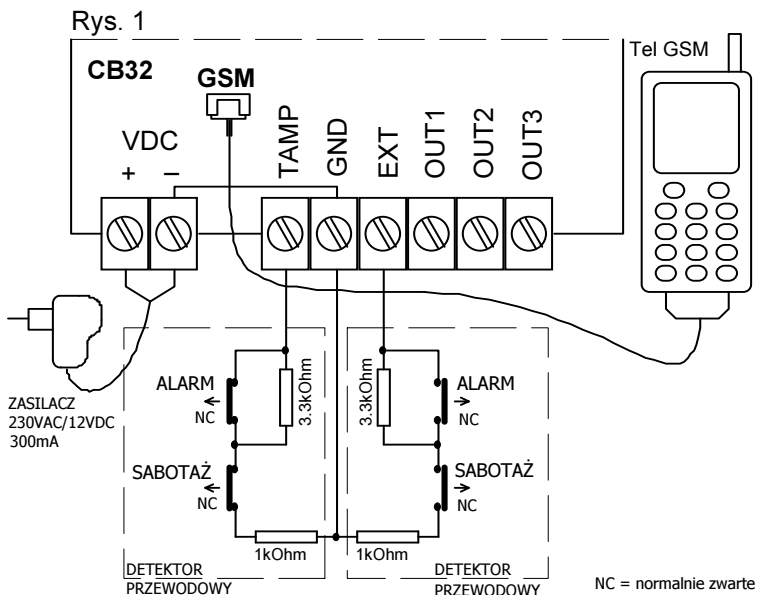 Rys. 1
CB32
GSM
Tel GSM
VDC
+ –
TAMP
GND
EXT
OUT1
OUT2
OUT3
ZASILACZ
230VAC/12VDC
300mA
ALARM
NC
3.3kOhm
SABOTAŻ
NC
1kOhm
DETEKTOR
PRZEWODOWY
3.3kOhm
ALARM
NC
SABOTAŻ
NC
1kOhm
DETEKTOR
PRZEWODOWY
NC = normalnie zwarte